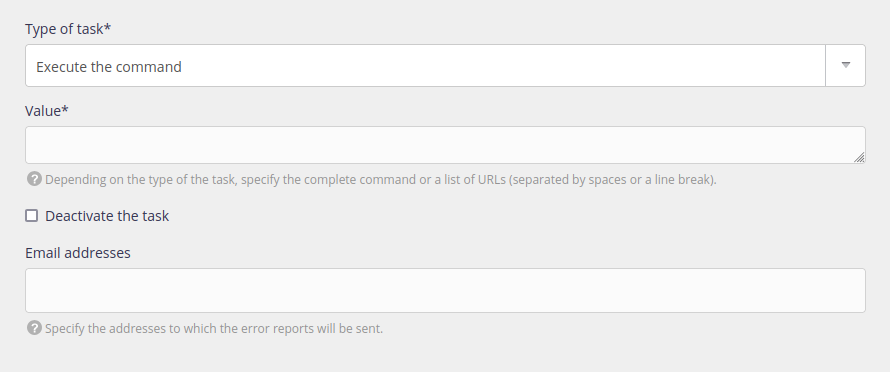 Type of task*
Execute the command
Value*
Depending on the type of the task, specify the complete command or a list of URLs (separated by spaces or a line break).
Deactivate the task
Email addresses
Specify the addresses to which the error reports will be sent.